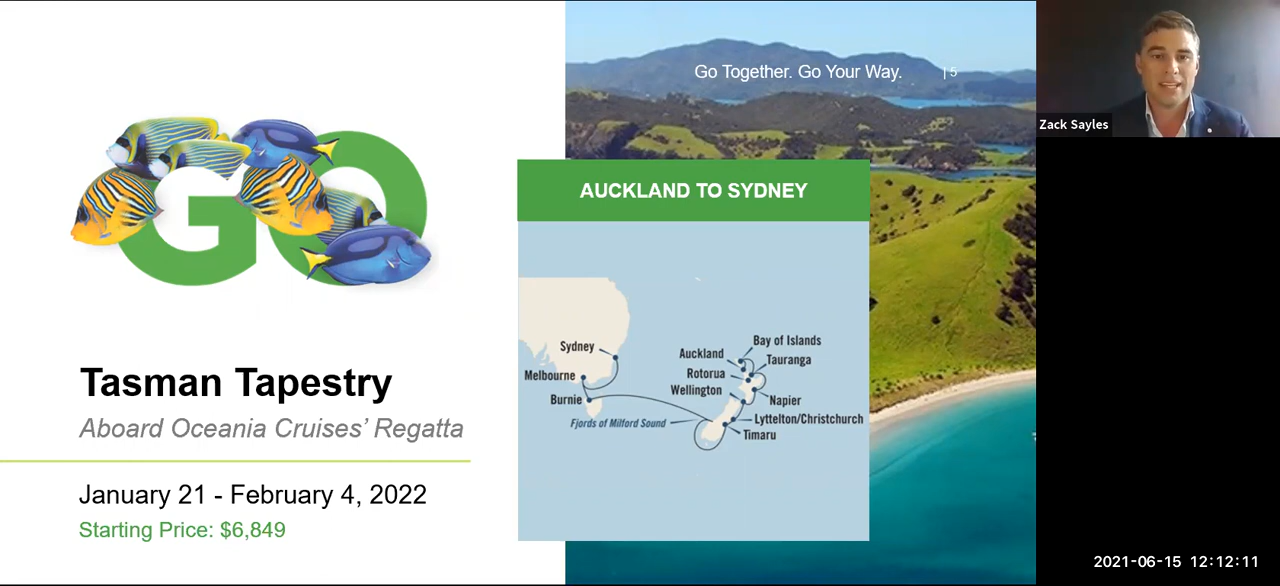 Go Together. Go Your Way.
| 5
Zack Sayles
GO
AUCKLAND TO SYDNEY
Sydney
Melbourne
Burnie
Fjords of Milford Sound
Auckland
Bay of Islands
Tauranga
Rotorua
Wellington
Napier
Lyttelton/Christchurch
Timaru
Tasman Tapestry
Aboard Oceania Cruises’ Regatta
January 21 - February 4, 2022
Starting Price: $6,849
2021-06-15 12:12:11